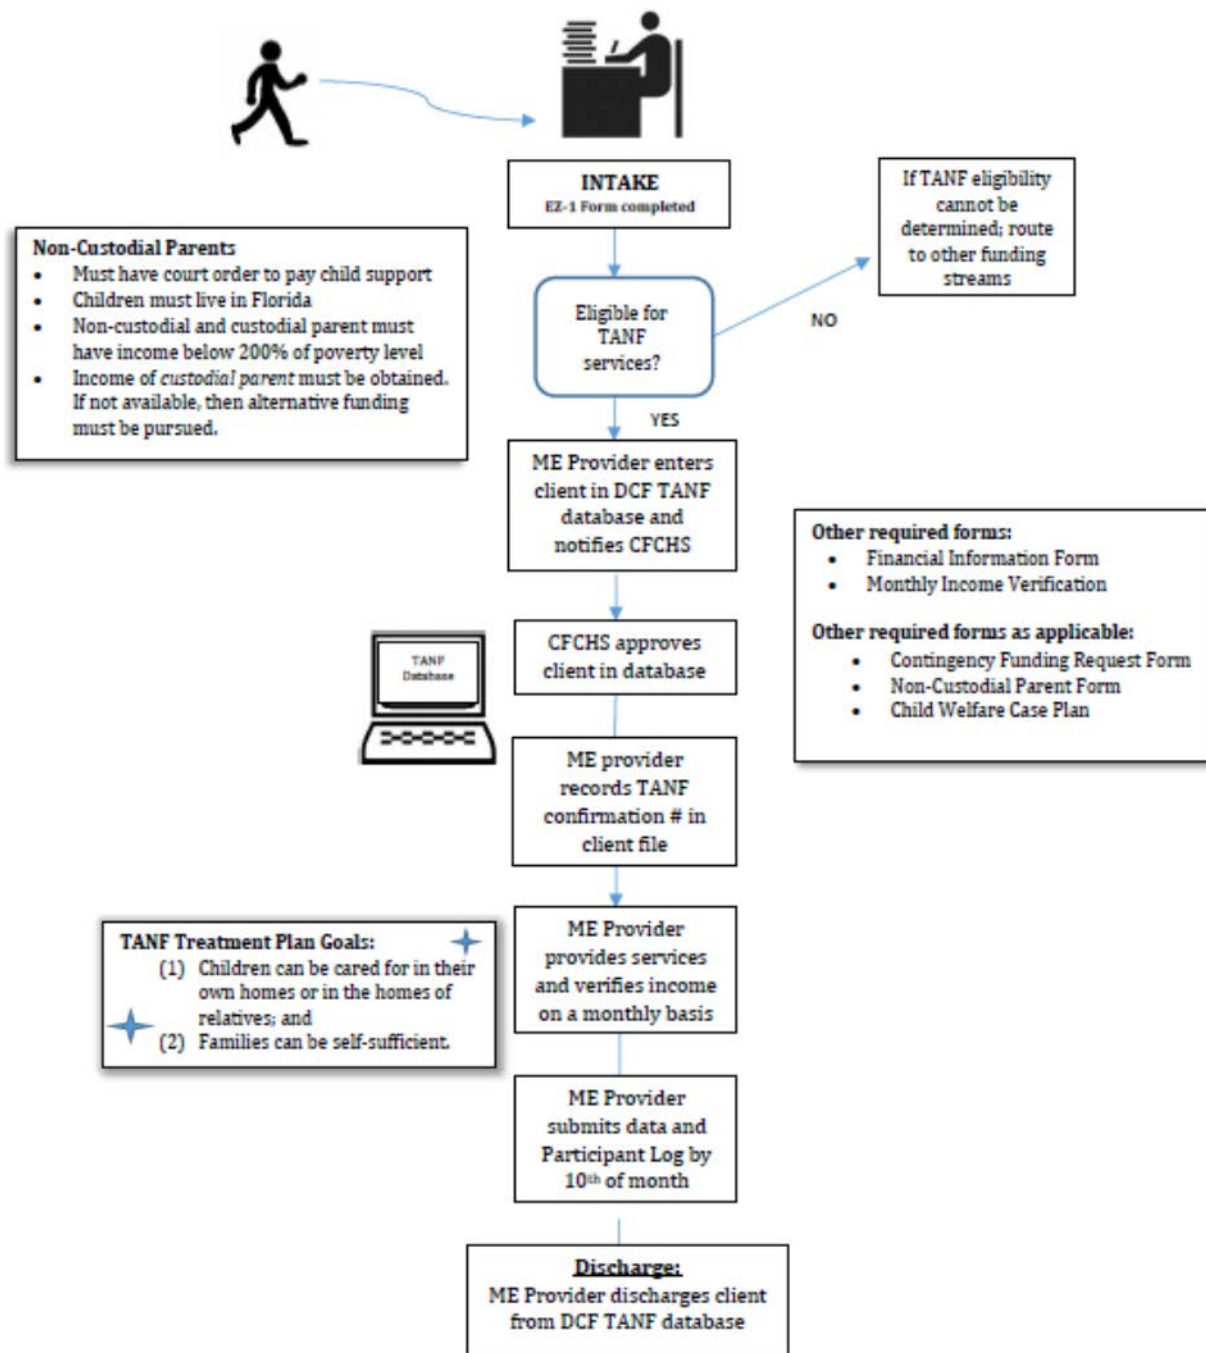 INTAKE
EZ-1 Form completed
If TANF eligibility
cannot be
determined; route
to other funding
streams
Non-Custodial Parents
• Must have court order to pay child support
• Children must live in Florida
• Non-custodial and custodial parent must
have income below 200% of poverty level
• Income of custodial parent must be obtained.
If not available, then alternative funding
must be pursued.
Eligible for
TANF
services?
NO
YES
ME Provider enters
client in DCF TANF
database and
notifies CFCHS
Other required forms:
• Financial Information Form
• Monthly Income Verification
Other required forms as applicable:
• Contingency Funding Request Form
• Non-Custodial Parent Form
• Child Welfare Case Plan
CFCHS approves
client in database
TANF
Database
ME provider
records TANF
confirmation # in
client file
TANF Treatment Plan Goals:
(1) Children can be cared for in their
own homes or in the homes of
relatives; and
(2) Families can be self-sufficient.
ME Provider
provides services
and verifies income
on a monthly basis
ME Provider
submits data and
Participant Log by
10th of month
Discharge:
ME Provider discharges client
from DCF TANF database